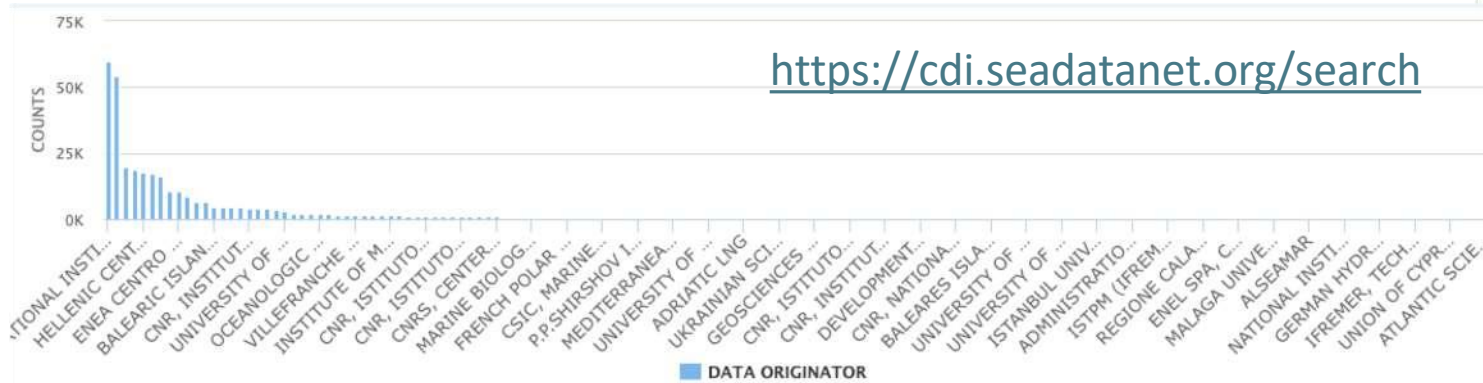 75K
https://cdi.seadatanet.org/search
50K
COUNTS
25K
0K
TIONAL INSTI...
HELLENIC CENT...
ENEA CENTRO ...
BALEARIC ISLAN...
CNR, INSTITUT...
UNIVERSITY OF ...
OCEANOLOGIC ...
VILLEFRANCHE ...
INSTITUTE OF M...
CNR, ISTITUTO...
CNR, ISTITUTO...
CNRS, CENTER...
MARINE BIOLOG...
FRENCH POLAR ...
CSIC, MARINE...
P.P.SHIRSHOV I...
MEDITERRANEA...
UNIVERSITY OF ...
ADRIATIC LNG
UKRAINIAN SCI...
GEOSCIENCES ...
CNR, ISTITUTO...
CNR, INSTITUT...
DEVELOPMENT...
CNR, NATIONA...
BALEARES ISLA...
UNIVERSITY OF ...
UNIVERSITY OF ...
ISTANBUL UNIV...
ADMINISTRATIO...
ISTPM (IFREM...
REGIONE CALA...
ENEL SPA, C...
MALAGA UNIVE...
ALSEAMAR
NATIONAL INSTI...
GERMAN HYDR...
IFREMER, TECH...
UNION OF CYPR...
ATLANTIC SCIE...
DATA ORIGINATOR